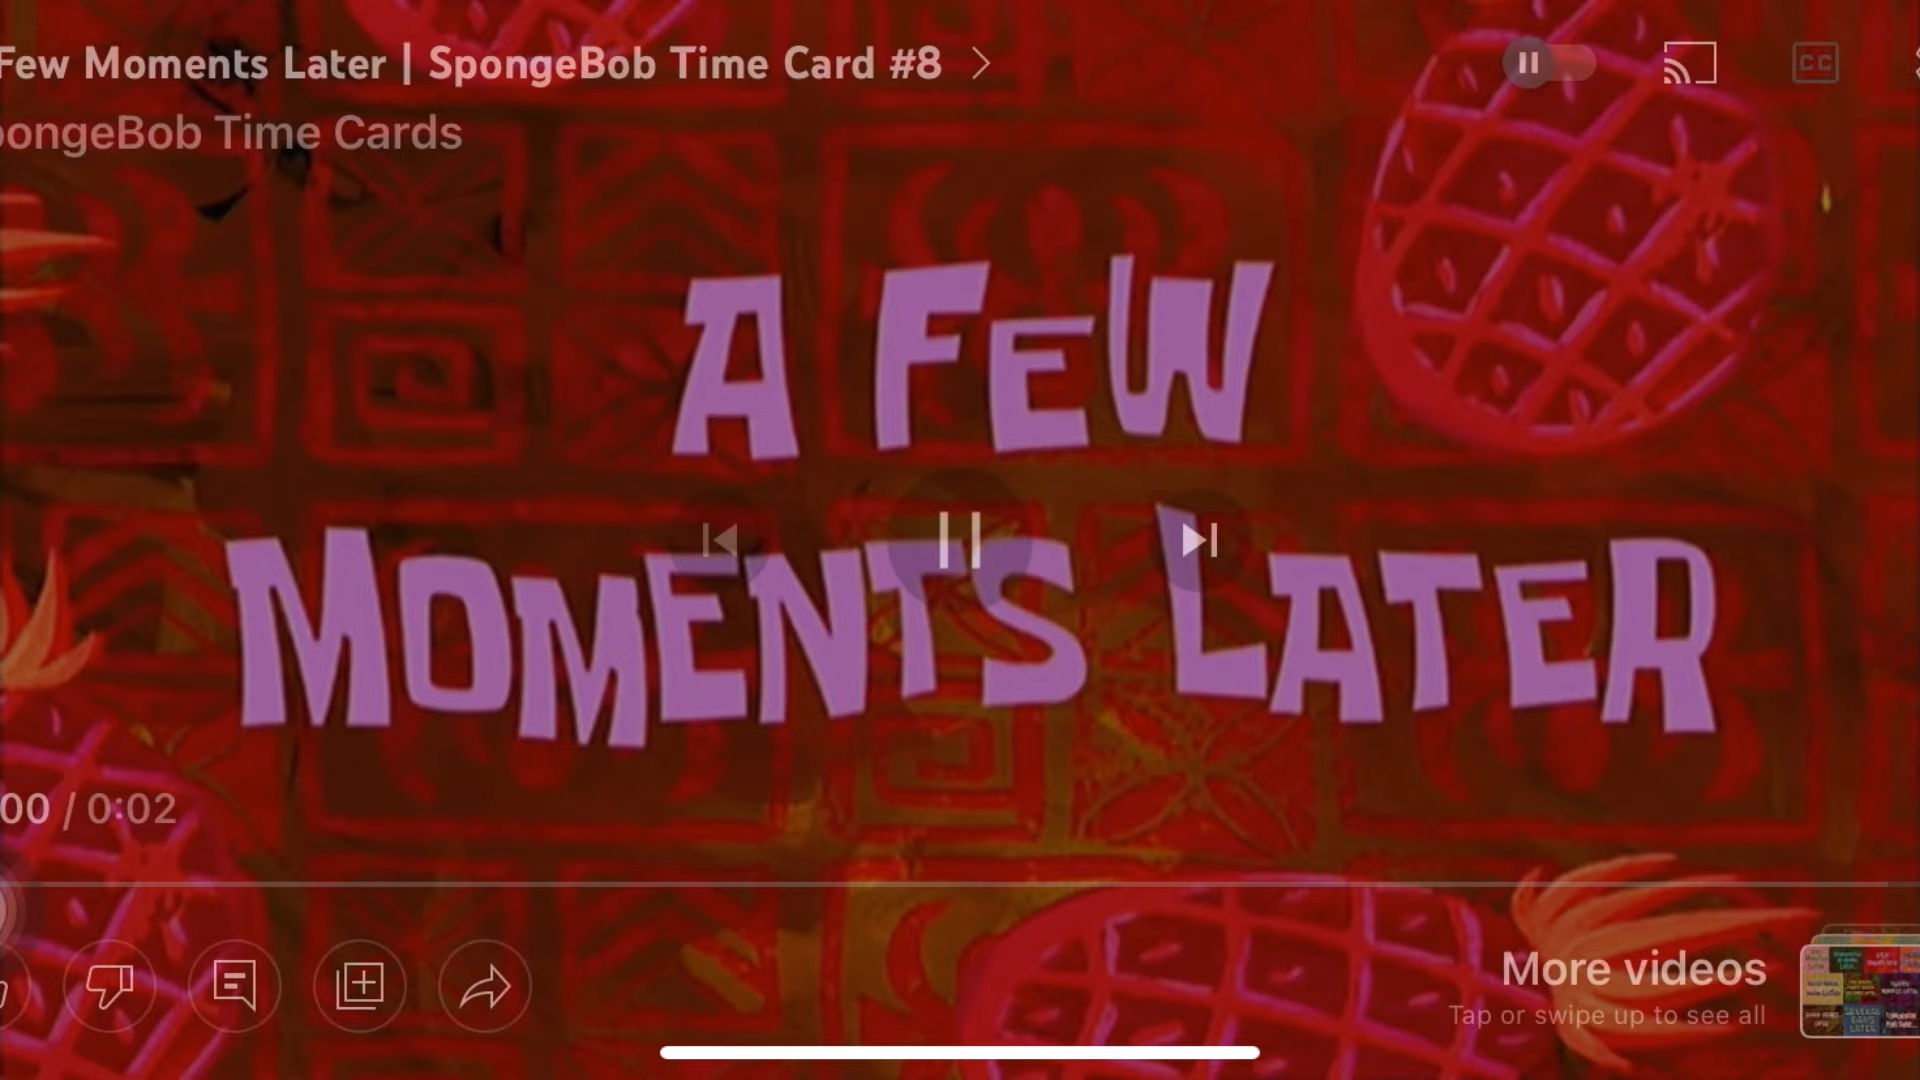 Few Moments Later | SpongeBob Time Card #8
pongeBob Time Cards
CC
A FEW
MOMENTS LATER
00 / 0:02
More videos
Tap or swipe up to see all